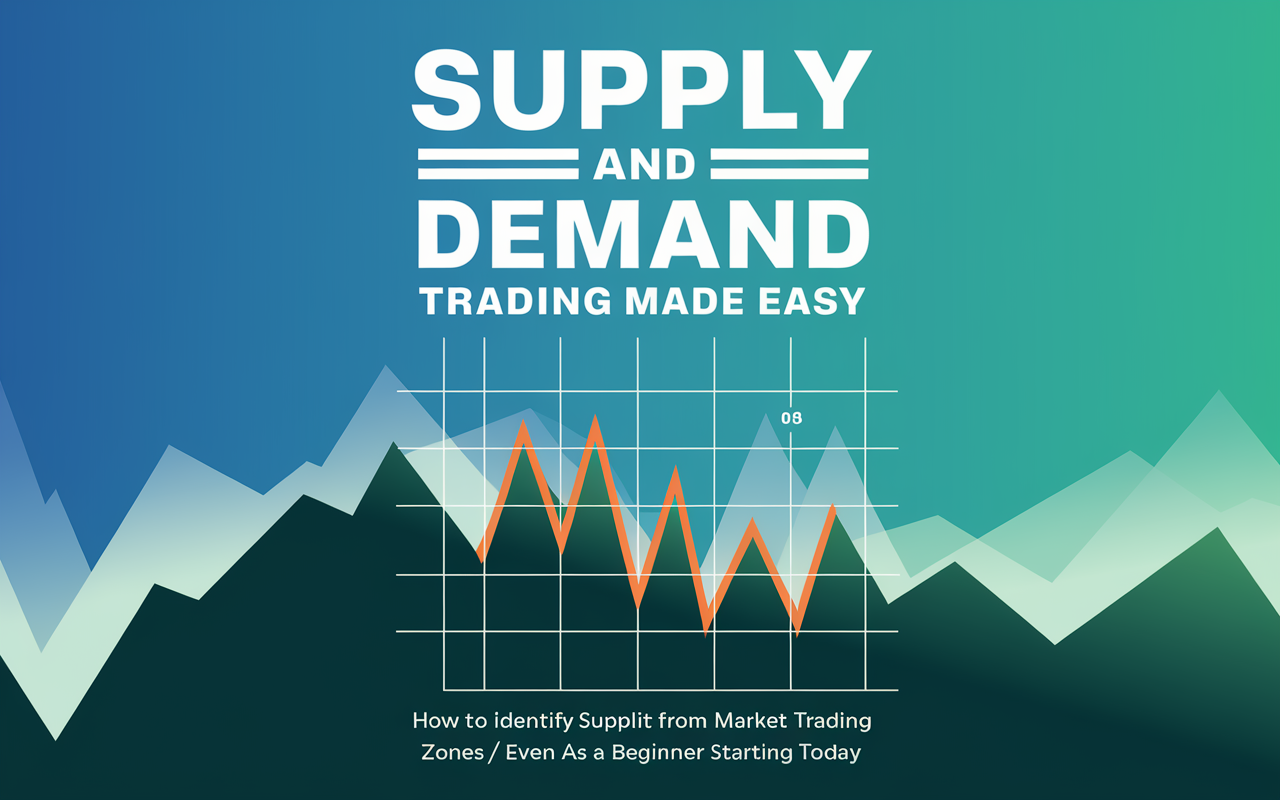 SUPPLY
AND
DEMAND
TRADING MADE EASY
08
How to identify Supplit from Market Trading
Zones / Even As a Beginner Starting Today